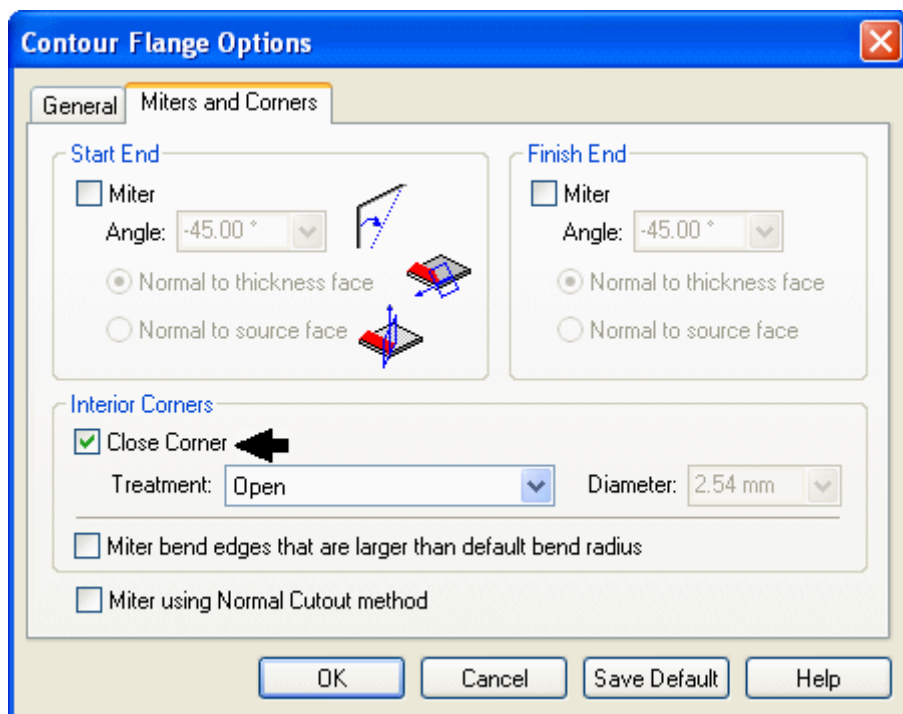 Contour Flange Options
General
Miters and Corners
Start End
Miter
Angle: -45.00 °
Normal to thickness face
Normal to source face
Finish End
Miter
Angle: -45.00 °
Normal to thickness face
Normal to source face
Interior Corners
Close Corner
Treatment: Open
Diameter: 2.54 mm
Miter bend edges that are larger than default bend radius
Miter using Normal Cutout method
OK
Cancel
Save Default
Help